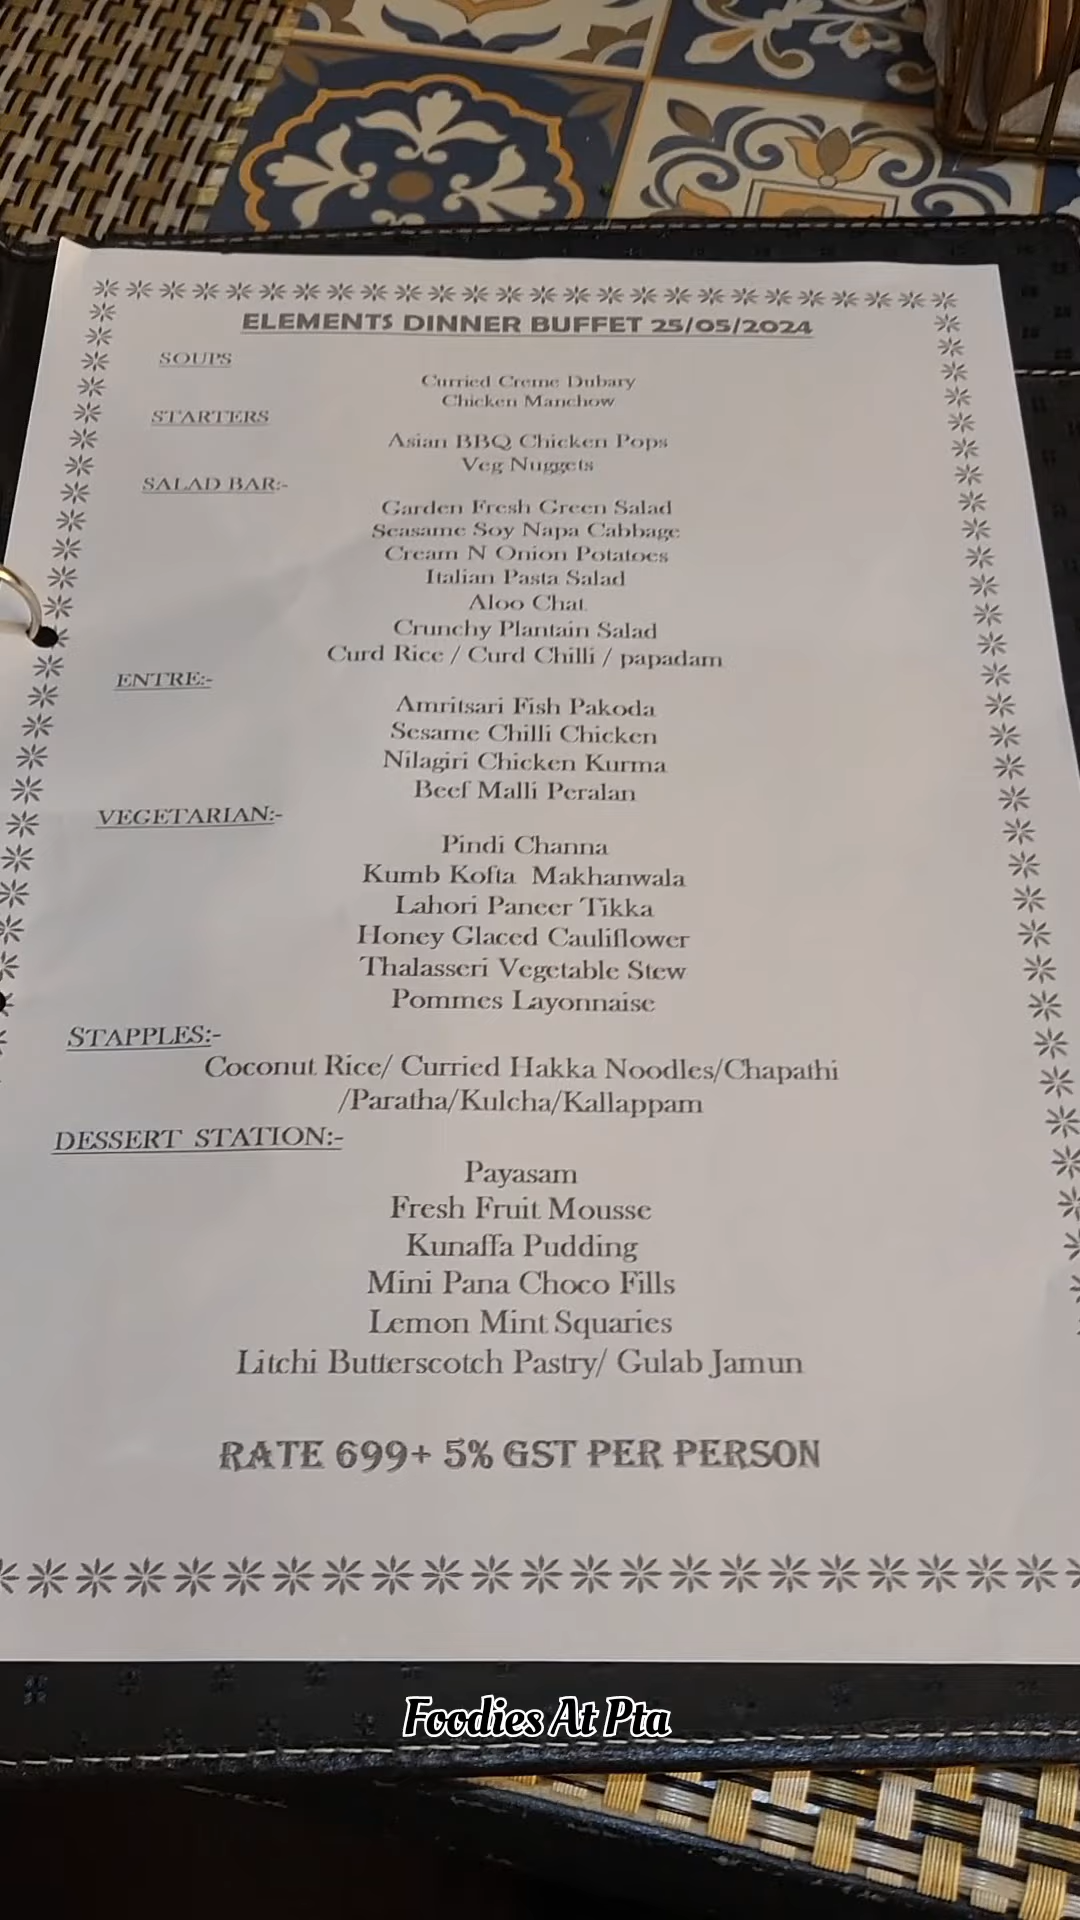 ELEMENTS DINNER BUFFET 25/05/2024
SOUPS
Curried Creme Dubary
Chicken Manchow
STARTERS
Asian BBQ Chicken Pops
Veg Nuggets
SALAD BAR:-
Garden Fresh Green Salad
Seasame Soy Napa Cabbage
Cream N Onion Potatoes
Italian Pasta Salad
Aloo Chat
Crunchy Plantain Salad
Curd Rice / Curd Chilli / papadam
ENTRE:-
Amritsari Fish Pakoda
Sesame Chilli Chicken
Nilagiri Chicken Kurma
Beef Malli Peralan
VEGETARIAN:-
Pindi Channa
Kumb Kofta Makhanwala
Lahori Paneer Tikka
Honey Glaced Cauliflower
Thalasseri Vegetable Stew
Pommes Layonnaise
STAPPLES:-
Coconut Rice/ Curried Hakka Noodles/Chapathi
/Paratha/Kulcha/Kallappam
DESSERT STATION:-
Payasam
Fresh Fruit Mousse
Kunaffa Pudding
Mini Pana Choco Fills
Lemon Mint Squaries
Litchi Butterscotch Pastry/ Gulab Jamun
RATE 699+ 5% GST PER PERSON
Foodies At Pta